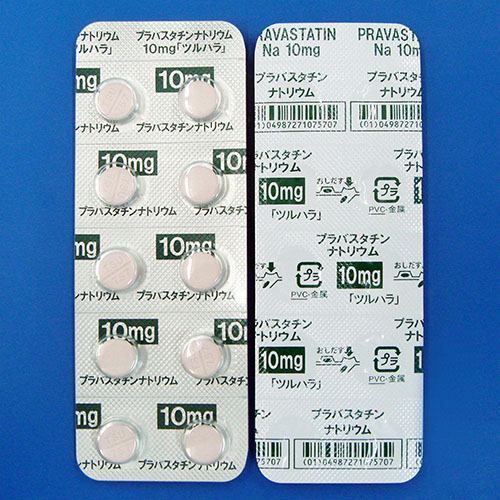 プラバスタチンナトリウム
10mg「ツルハラ」
10mg
プラバスタチンナトリウム
10mg
プラバスタチンナトリウム
10mg
プラバスタチンナトリウム
10mg
プラバスタチンナトリウム
10mg
10mg
PRAVASTATIN
Na 10mg
PRAVASTATIN
Na 10mg
プラバスタチン
ナトリウム
(01)04987271075707
(01)04987271075707
プラバスタチン
ナトリウム
10mg
おしだす
プラ
PVC-金属
「ツルハラ」
プラバスタチン
ナトリウム
プラ
PVC-金属
10mg
おしだす
「ツルハラ」
10mg
おしだす
プラ
PVC-金属
「ツルハラ」
プラバスタチン
ナトリウム
(01)04987271075707